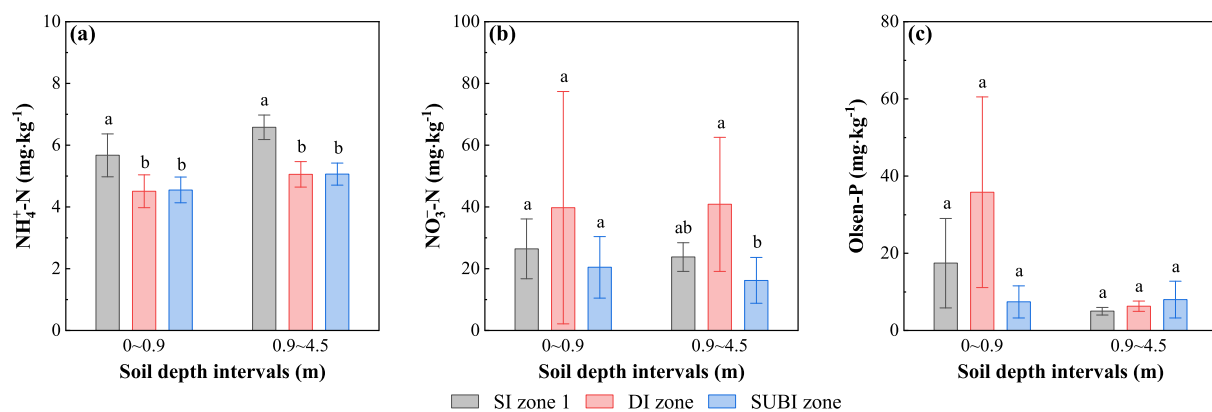 (a)
NH₄⁺-N (mg·kg⁻¹)
10
8
6
4
2
0
a
b
b
a
b
b
0~0.9
0.9~4.5
Soil depth intervals (m)
(b)
NO₃⁻-N (mg·kg⁻¹)
100
80
60
40
20
0
a
a
a
ab
a
b
0~0.9
0.9~4.5
Soil depth intervals (m)
(c)
Olsen-P (mg·kg⁻¹)
80
60
40
20
0
a
a
a
a
a
a
0~0.9
0.9~4.5
Soil depth intervals (m)
SI zone 1
DI zone
SUBI zone